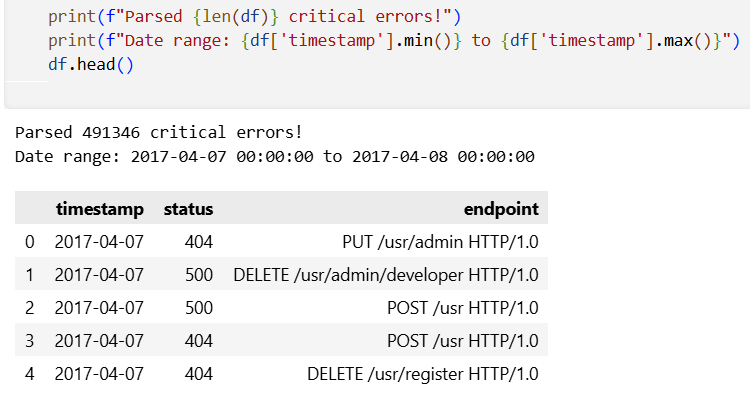 print(f"Parsed {len(df)} critical errors!")
print(f"Date range: {df['timestamp'].min()} to {df['timestamp'].max()}")
df.head()
Parsed 491346 critical errors!
Date range: 2017-04-07 00:00:00 to 2017-04-08 00:00:00
timestamp status endpoint
0 2017-04-07 404 PUT /usr/admin HTTP/1.0
1 2017-04-07 500 DELETE /usr/admin/developer HTTP/1.0
2 2017-04-07 500 POST /usr HTTP/1.0
3 2017-04-07 404 POST /usr HTTP/1.0
4 2017-04-07 404 DELETE /usr/register HTTP/1.0